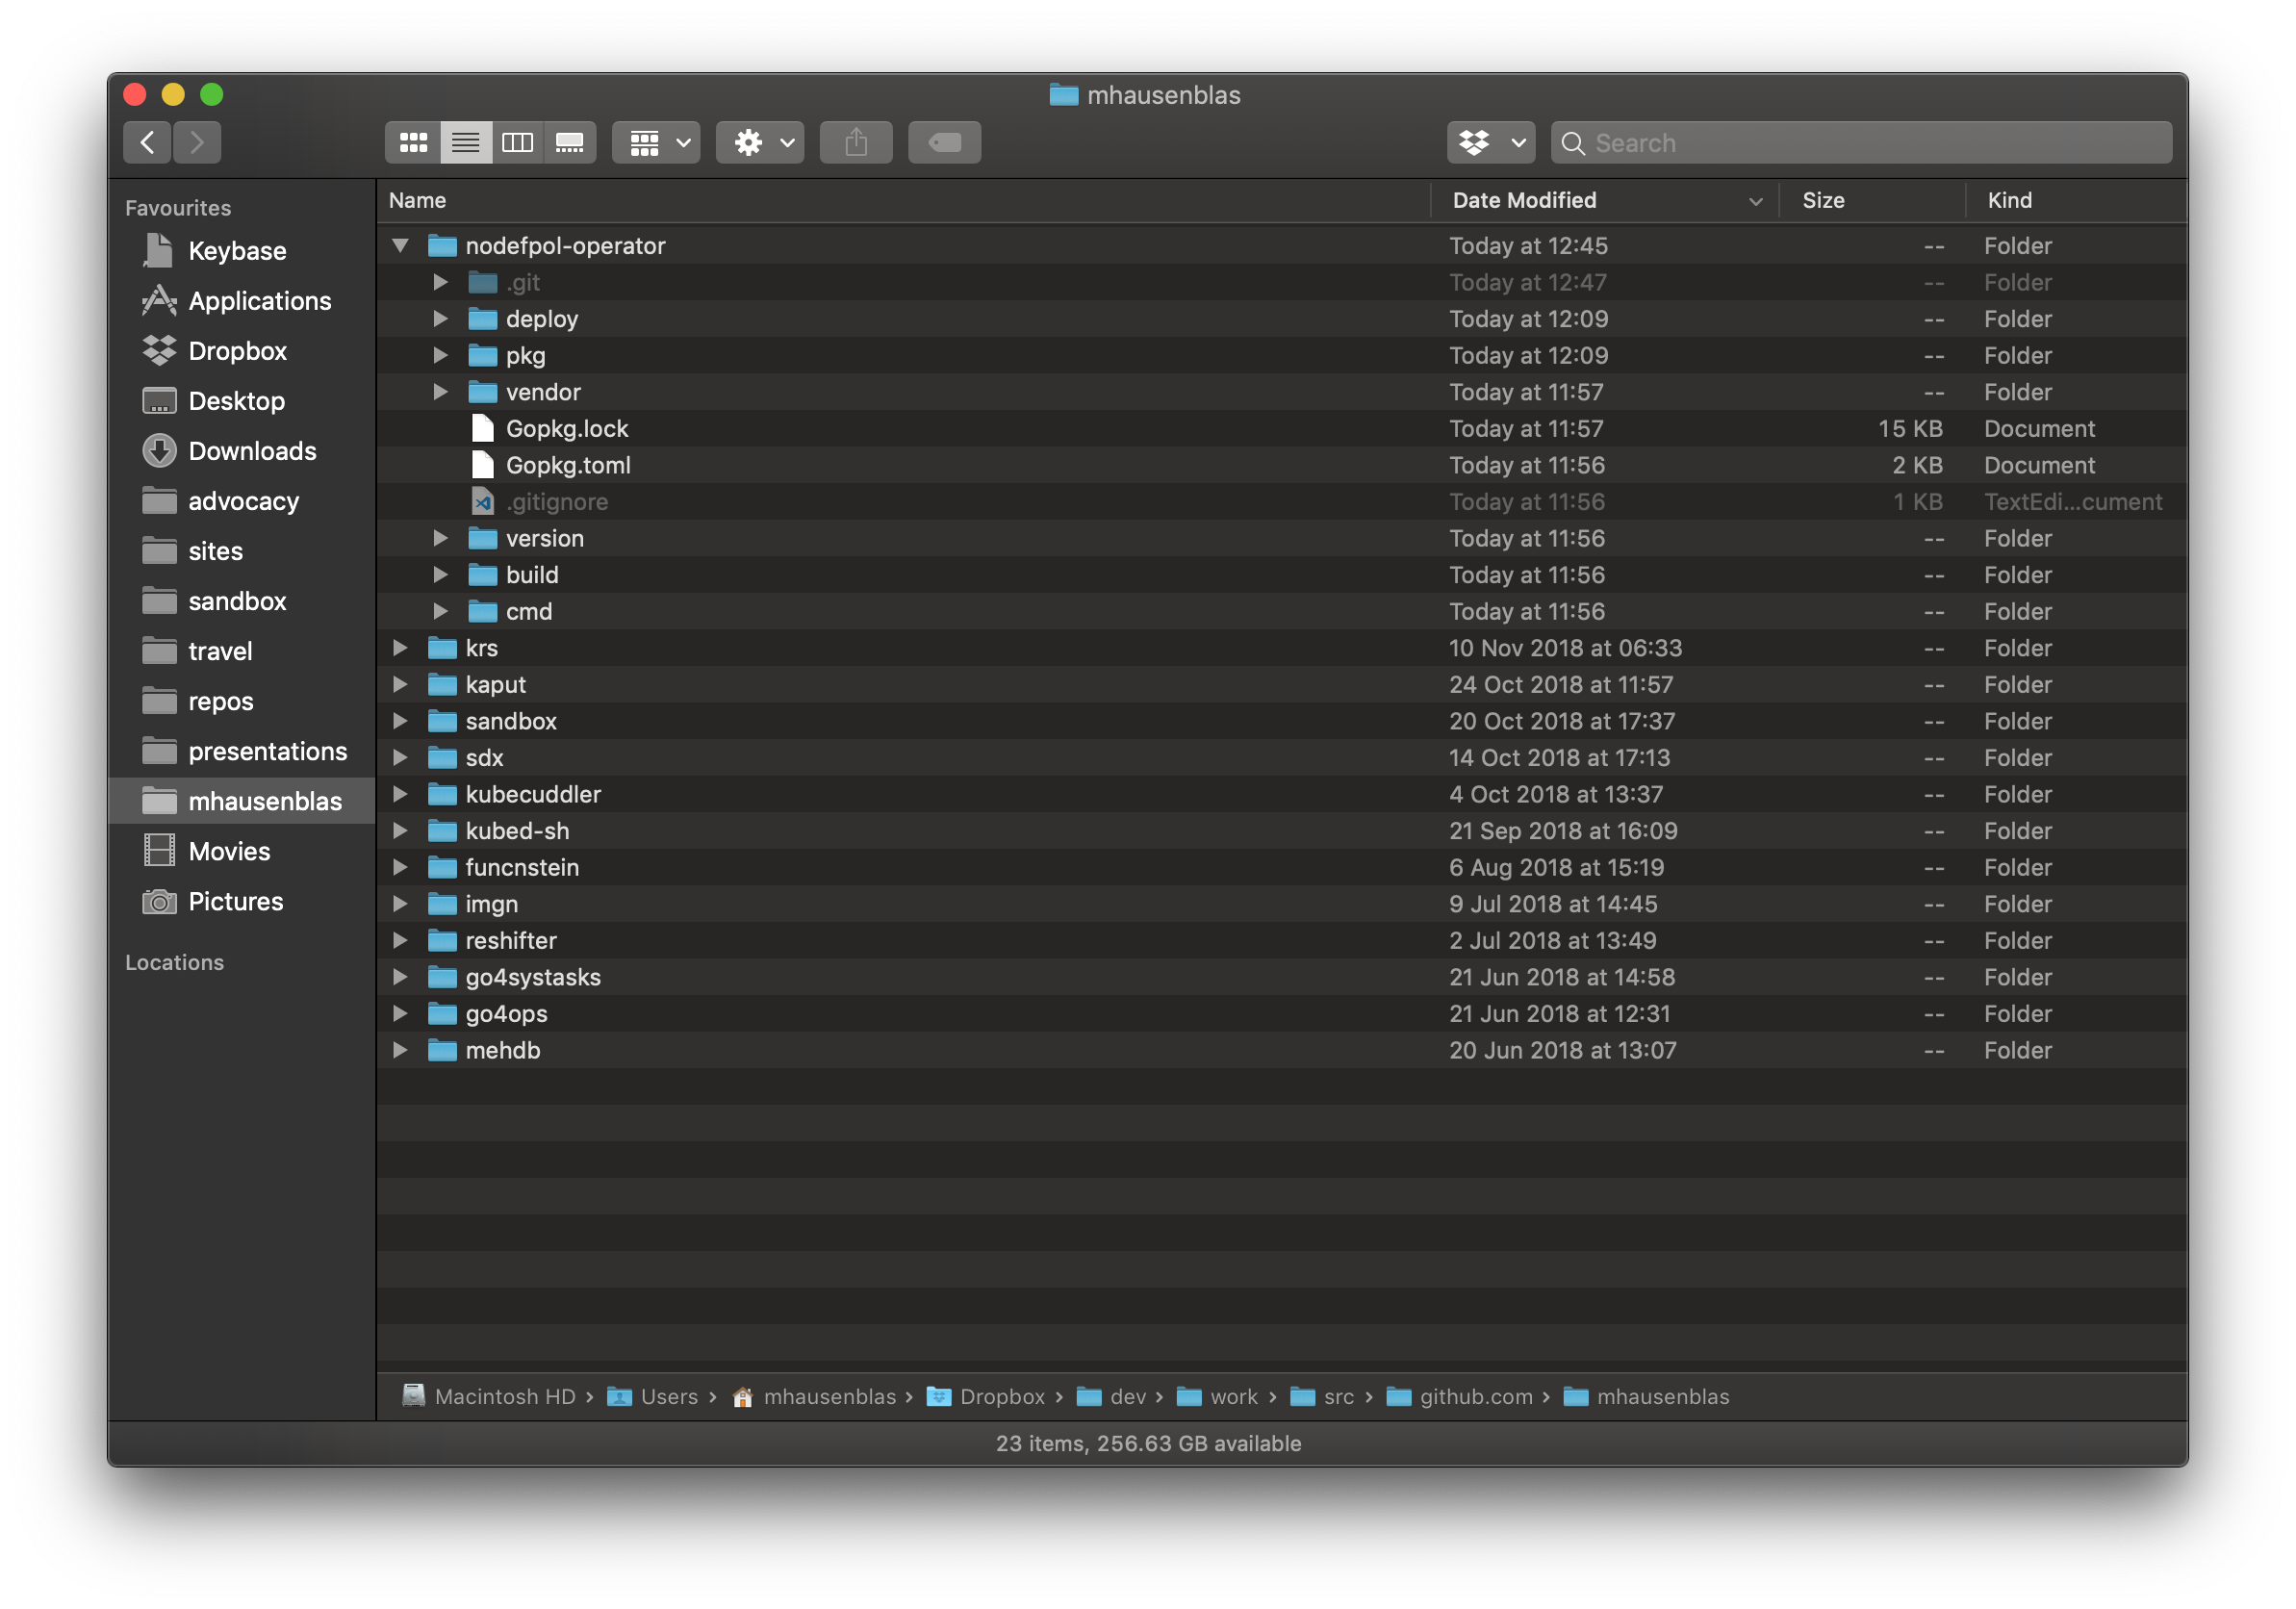 mhausenblas
Search
Favourites
Keybase
Applications
Dropbox
Desktop
Downloads
advocacy
sites
sandbox
travel
repos
presentations
mhausenblas
Movies
Pictures
Locations
Name Date Modified Size Kind
nodefpol-operator Today at 12:45 -- Folder
.git Today at 12:47 -- Folder
deploy Today at 12:09 -- Folder
pkg Today at 12:09 -- Folder
vendor Today at 11:57 -- Folder
Gopkg.lock Today at 11:57 15 KB Document
Gopkg.toml Today at 11:56 2 KB Document
.gitignore Today at 11:56 1 KB TextEdi...cument
version Today at 11:56 -- Folder
build Today at 11:56 -- Folder
cmd Today at 11:56 -- Folder
krs 10 Nov 2018 at 06:33 -- Folder
kaput 24 Oct 2018 at 11:57 -- Folder
sandbox 20 Oct 2018 at 17:37 -- Folder
sdx 14 Oct 2018 at 17:13 -- Folder
kubecuddler 4 Oct 2018 at 13:37 -- Folder
kubed-sh 21 Sep 2018 at 16:09 -- Folder
funcnstein 6 Aug 2018 at 15:19 -- Folder
imgn 9 Jul 2018 at 14:45 -- Folder
reshifter 2 Jul 2018 at 13:49 -- Folder
go4systasks 21 Jun 2018 at 14:58 -- Folder
go4ops 21 Jun 2018 at 12:31 -- Folder
mehdb 20 Jun 2018 at 13:07 -- Folder
Macintosh HD › Users › mhausenblas › Dropbox › dev › work › src › github.com › mhausenblas
23 items, 256.63 GB available